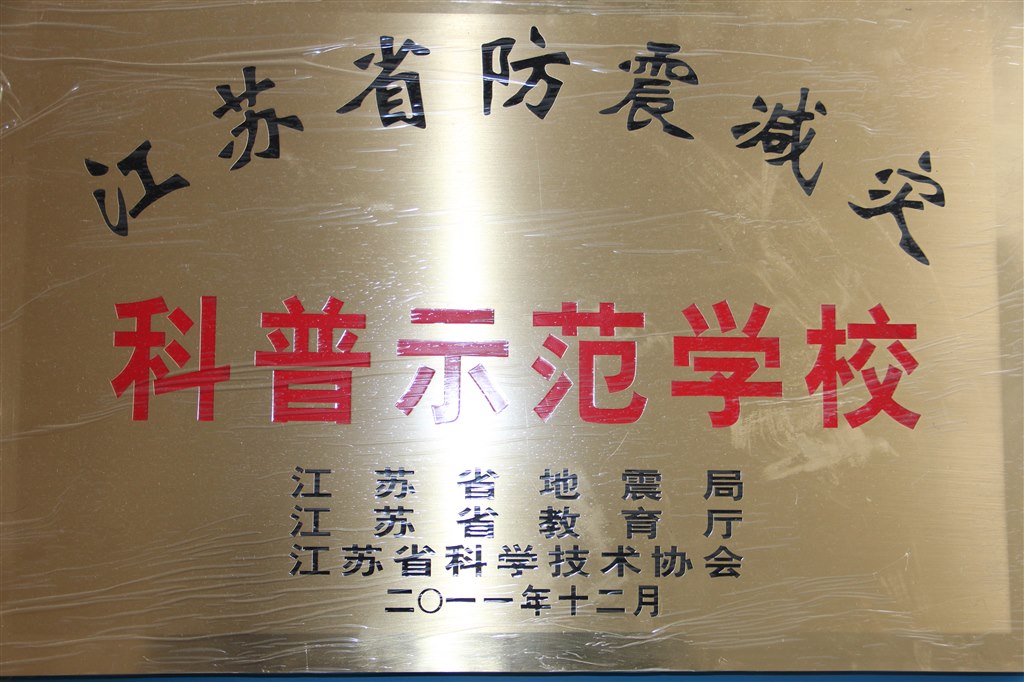 江苏省防震减灾
科普示范学校
江苏省地震局
江苏省教育厅
江苏省科学技术协会
二〇一一年十二月